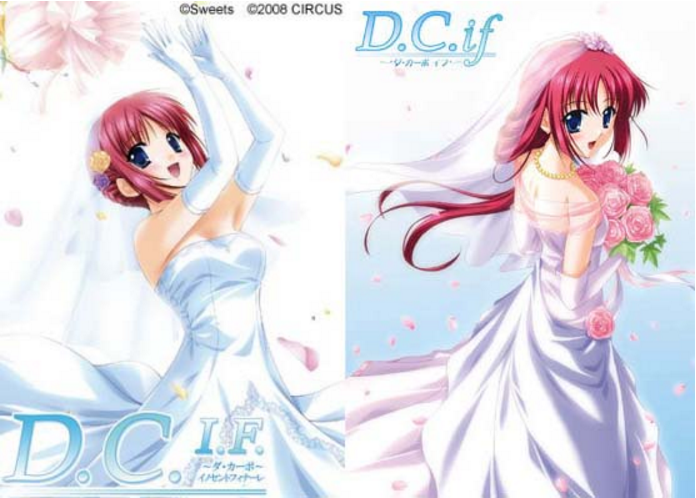 ©Sweets ©2008 CIRCUS
D.C.if
～ダ・カーポ イフ～
D.C. I.F.
～ダ・カーポ～
イノセントフィナーレ